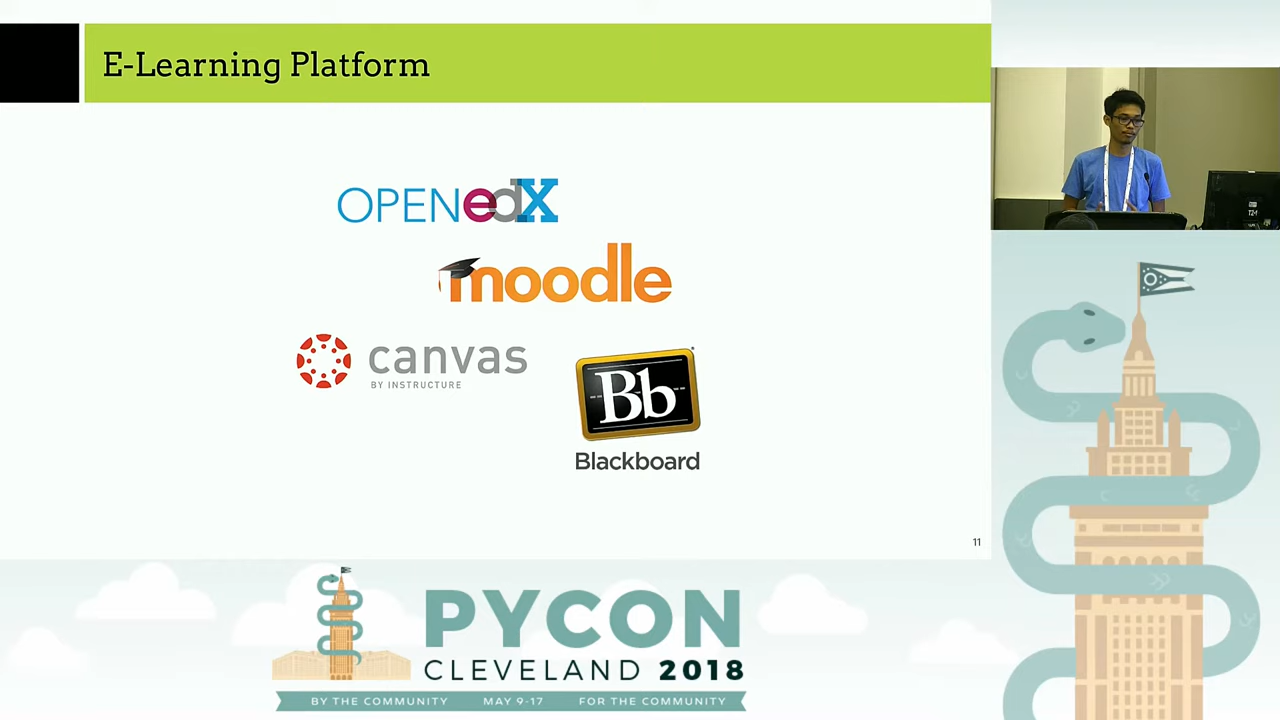 E-Learning Platform
OPENedX
moodle
canvas
BY INSTRUCTURE
Bb
Blackboard
11
PYCON
CLEVELAND 2018
BY THE COMMUNITY MAY 9-17 FOR THE COMMUNITY